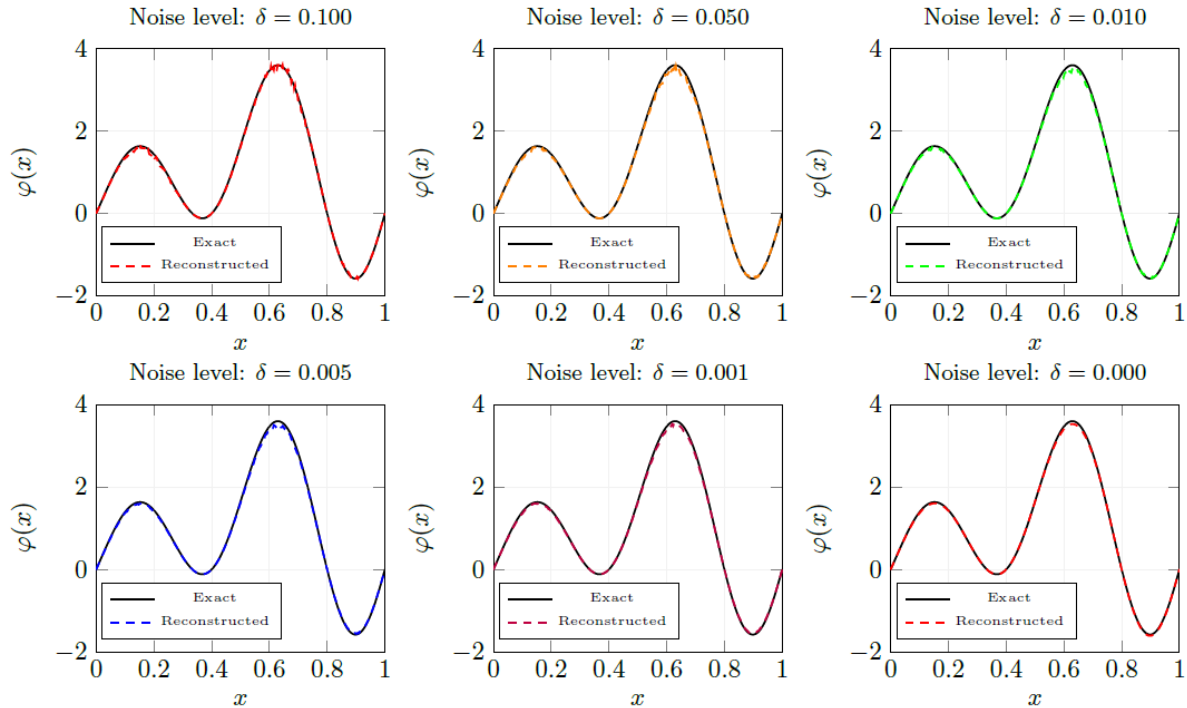 Noise level: δ = 0.100
4
2
0
−2
φ(x)
Exact
Reconstructed
0 0.2 0.4 0.6 0.8 1
x
Noise level: δ = 0.050
4
2
0
−2
φ(x)
Exact
Reconstructed
0 0.2 0.4 0.6 0.8 1
x
Noise level: δ = 0.010
4
2
0
−2
φ(x)
Exact
Reconstructed
0 0.2 0.4 0.6 0.8 1
x
Noise level: δ = 0.005
4
2
0
−2
φ(x)
Exact
Reconstructed
0 0.2 0.4 0.6 0.8 1
x
Noise level: δ = 0.001
4
2
0
−2
φ(x)
Exact
Reconstructed
0 0.2 0.4 0.6 0.8 1
x
Noise level: δ = 0.000
4
2
0
−2
φ(x)
Exact
Reconstructed
0 0.2 0.4 0.6 0.8 1
x